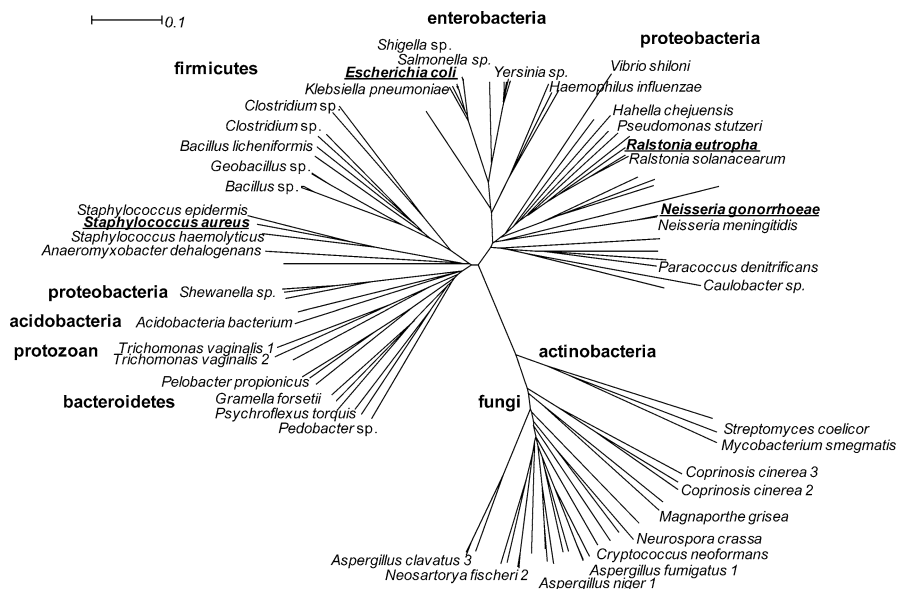 enterobacteria
0.1
proteobacteria
Shigella sp.
Salmonella sp.
firmicutes
Escherichia coli
Yersinia sp.
Vibrio shiloni
Klebsiella pneumoniae
Haemophilus influenzae
Clostridium sp.
Hahella chejuensis
Clostridium sp.
Pseudomonas stutzeri
Bacillus licheniformis
Ralstonia eutropha
Geobacillus sp.
Ralstonia solanacearum
Bacillus sp.
Staphylococcus epidermis
Neisseria gonorrhoeae
Staphylococcus aureus
Neisseria meningitidis
Staphylococcus haemolyticus
Anaeromyxobacter dehalogenans
Paracoccus denitrificans
Caulobacter sp.
proteobacteria
Shewanella sp.
acidobacteria
Acidobacteria bacterium
protozoan
Trichomonas vaginalis 1
Trichomonas vaginalis 2
actinobacteria
Pelobacter propionicus
bacteroidetes
Gramella forsetii
fungi
Psychroflexus torquis
Pedobacter sp.
Streptomyces coelicor
Mycobacterium smegmatis
Coprinosis cinerea 3
Coprinosis cinerea 2
Magnaporthe grisea
Neurospora crassa
Cryptococcus neoformans
Aspergillus clavatus 3
Aspergillus fumigatus 1
Neosartorya fischeri 2
Aspergillus niger 1